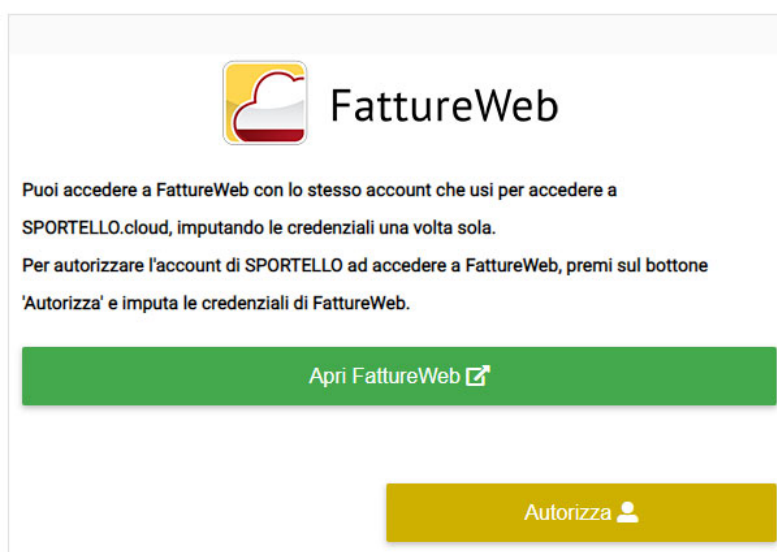 FattureWeb
Puoi accedere a FattureWeb con lo stesso account che usi per accedere a
SPORTELLO.cloud, imputando le credenziali una volta sola.
Per autorizzare l'account di SPORTELLO ad accedere a FattureWeb, premi sul bottone
'Autorizza' e imputa le credenziali di FattureWeb.
Apri FattureWeb
Autorizza